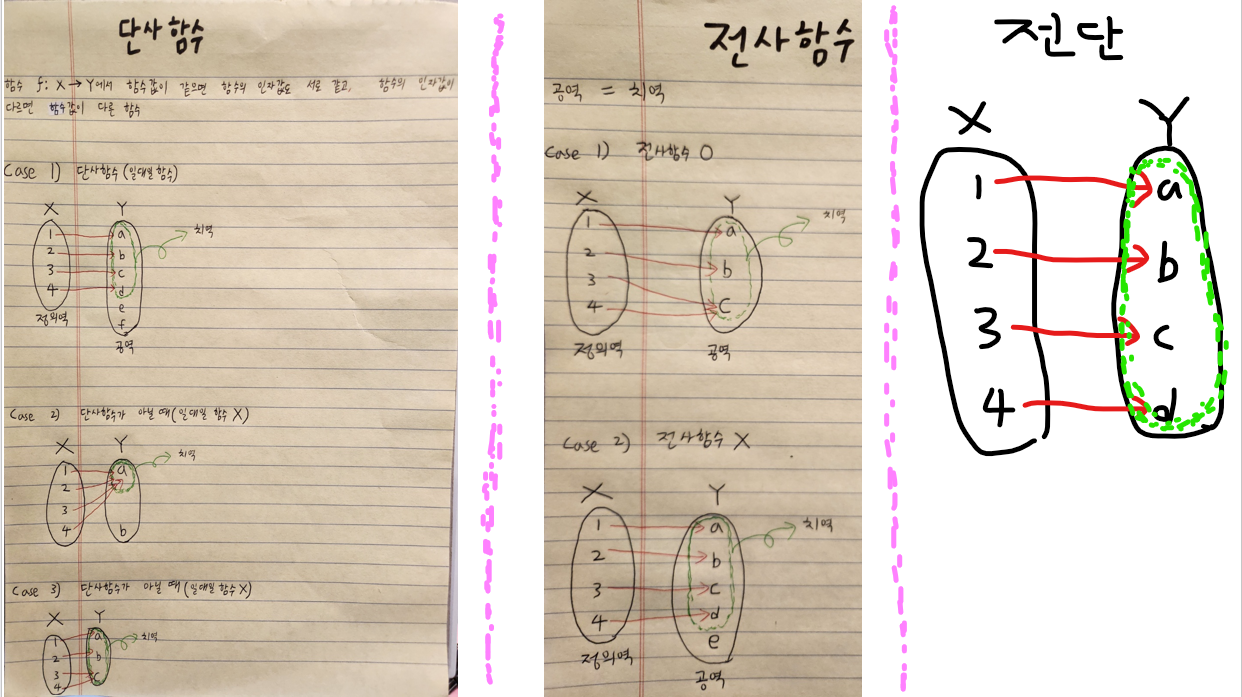 단사함수
함수 f: X → Y에서 함수값이 같으면 함수의 인자값도 서로 같고, 함수의 인자값이
다르면 함수값이 다른 함수
Case 1) 단사함수(일대일 함수)
X Y
1 a 치역
2 b
3 c
4 d
e
f
정의역
공역
Case 2) 단사함수가 아닐 때(일대일 함수 X)
X Y
1 a 치역
2
3
4 b
Case 3) 단사함수가 아닐 때(일대일 함수 X)
X Y
1 a 치역
2 b
3 c
4
전사함수
공역 = 치역
Case 1) 전사함수 O
X Y
1 a 치역
2 b
3
4 C
정의역 공역
Case 2) 전사함수 X
X Y
1 a 치역
2 b
3 c
4 d
e
정의역
공역
전단
X Y
1 a
2 b
3 c
4 d